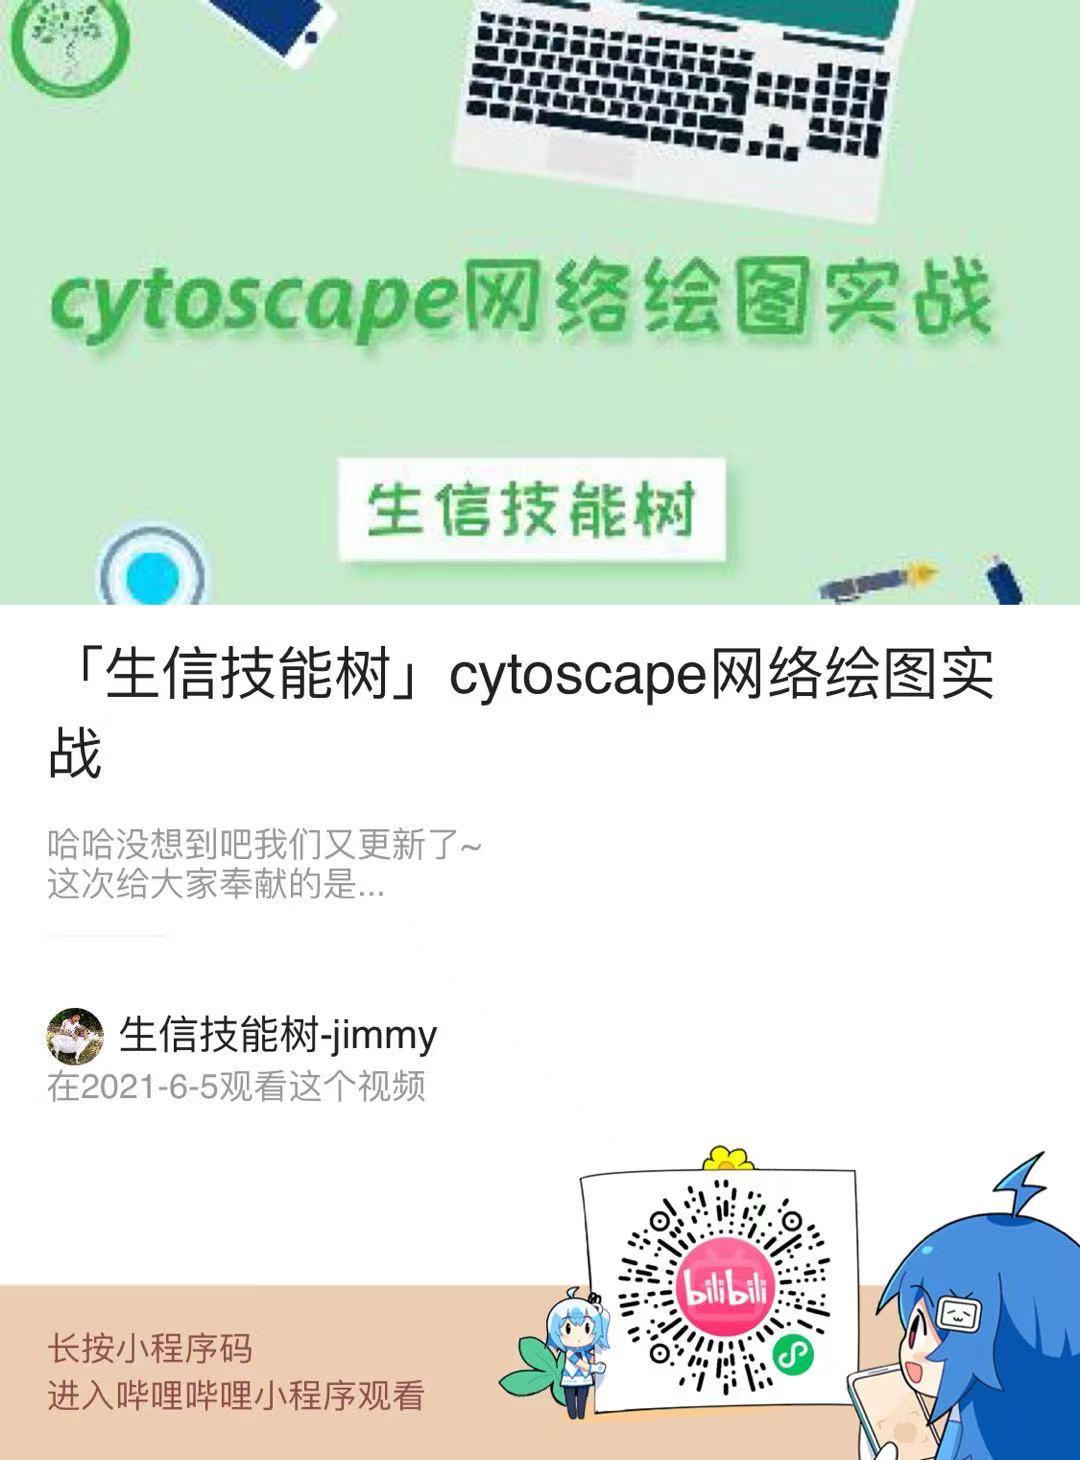 cytoscape网络绘图实战
生信技能树
「生信技能树」cytoscape网络绘图实
战
哈哈没想到吧我们又更新了~
这次给大家奉献的是...
生信技能树-jimmy
在2021-6-5观看这个视频
bilibili
长按小程序码
进入哔哩哔哩小程序观看